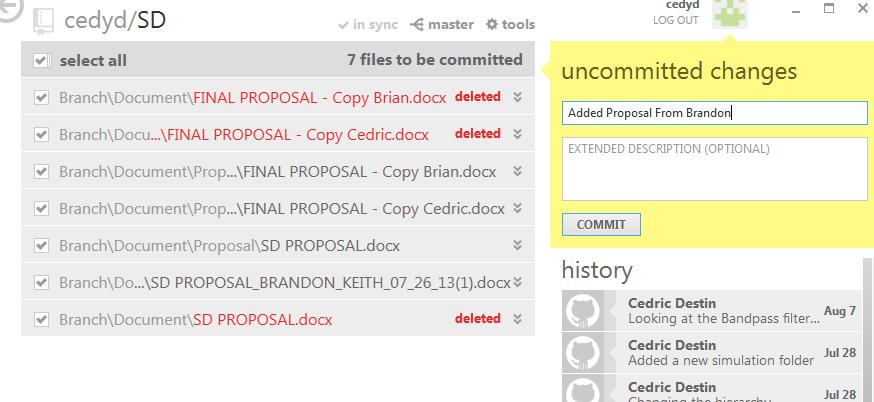 cedyd/SD
in sync
master
tools
cedyd
LOG OUT
select all
7 files to be committed
Branch\Document\FINAL PROPOSAL - Copy Brian.docx deleted
Branch\Docu...\FINAL PROPOSAL - Copy Cedric.docx deleted
Branch\Document\Prop...\FINAL PROPOSAL - Copy Brian.docx
Branch\Document\Prop...\FINAL PROPOSAL - Copy Cedric.docx
Branch\Document\Proposal\SD PROPOSAL.docx
Branch\Do...\SD PROPOSAL_BRANDON_KEITH_07_26_13(1).docx
Branch\Document\SD PROPOSAL.docx deleted
uncommitted changes
Added Proposal From Brandon
EXTENDED DESCRIPTION (OPTIONAL)
COMMIT
history
Cedric Destin
Looking at the Bandpass filter... Aug 7
Cedric Destin
Added a new simulation folder Jul 28
Cedric Destin
Changing the hierarchy Jul 28